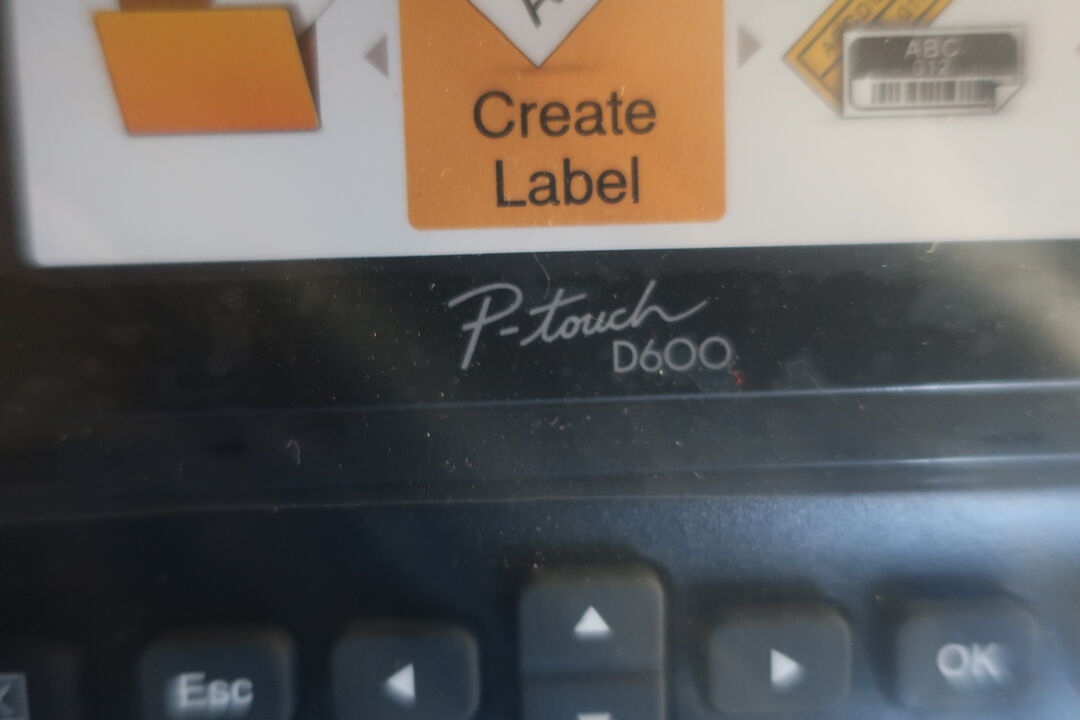 ABC
012
Create
Label
P-touch
D600
Esc
OK